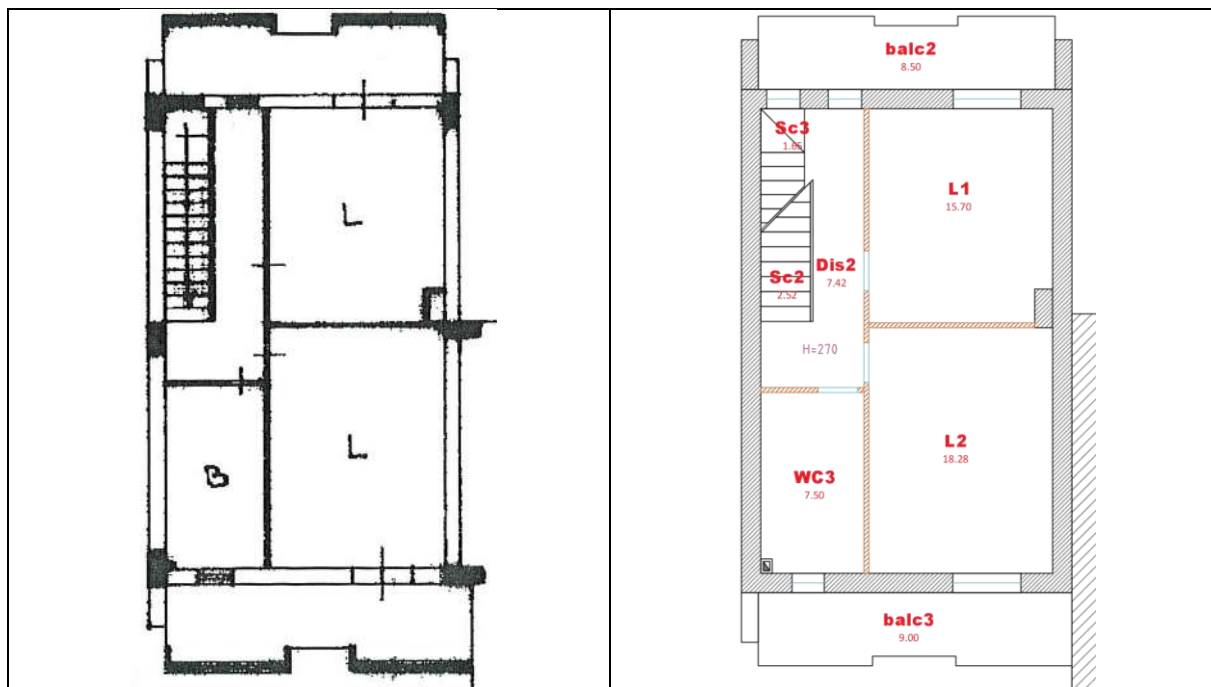 L
L
B
balc2
8.50
Sc3
1.65
L1
15.70
Dis2
7.42
Sc2
2.52
H=270
L2
18.28
WC3
7.50
balc3
9.00